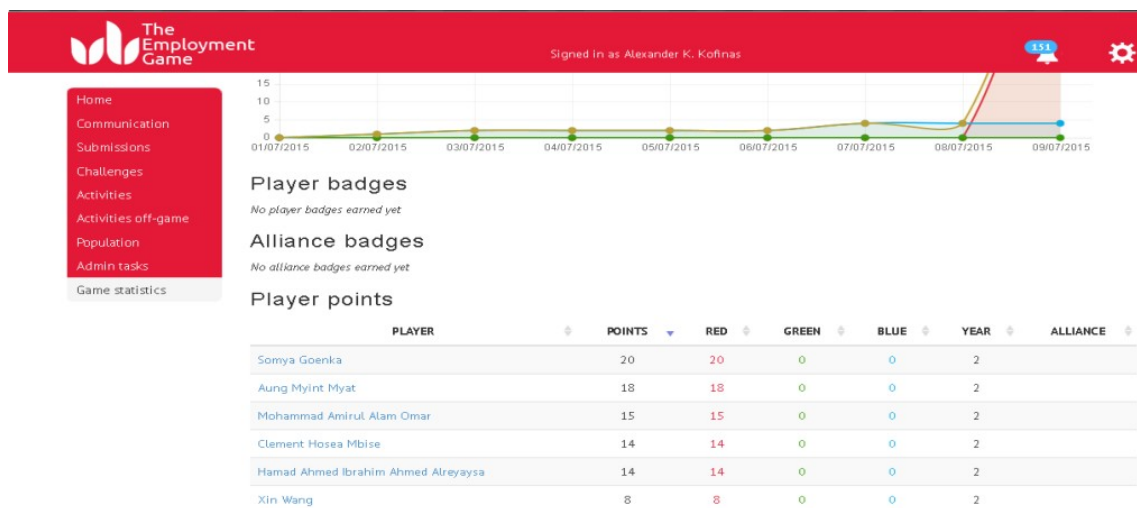 The
Employment
Game
Signed in as Alexander K. Kofinas
151
Home
Communication
Submissions
Challenges
Activities
Activities off-game
Population
Admin tasks
Game statistics
15
10
5
0
01/07/2015 02/07/2015 03/07/2015 04/07/2015 05/07/2015 06/07/2015 07/07/2015 08/07/2015 09/07/2015
Player badges
No player badges earned yet
Alliance badges
No alliance badges earned yet
Player points
PLAYER POINTS RED GREEN BLUE YEAR ALLIANCE
Somya Goenka 20 20 0 0 2
Aung Myint Myat 18 18 0 0 2
Mohammad Amirul Alam Omar 15 15 0 0 2
Clement Hosea Mbise 14 14 0 0 2
Hamad Ahmed Ibrahim Ahmed Alreyaysa 14 14 0 0 2
Xin Wang 8 8 0 0 2